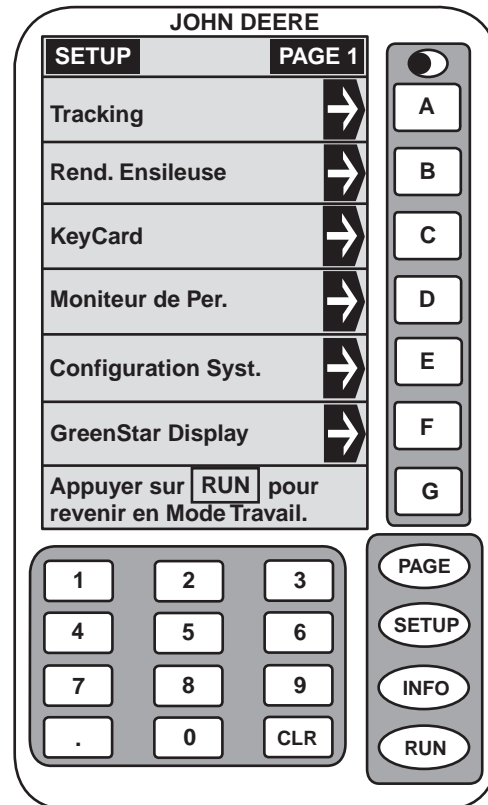 JOHN DEERE
SETUP PAGE 1
Tracking
Rend. Ensileuse
KeyCard
Moniteur de Per.
Configuration Syst.
GreenStar Display
Appuyer sur RUN pour
revenir en Mode Travail.
A
B
C
D
E
F
G
1 2 3
4 5 6
7 8 9
. 0 CLR
PAGE
SETUP
INFO
RUN